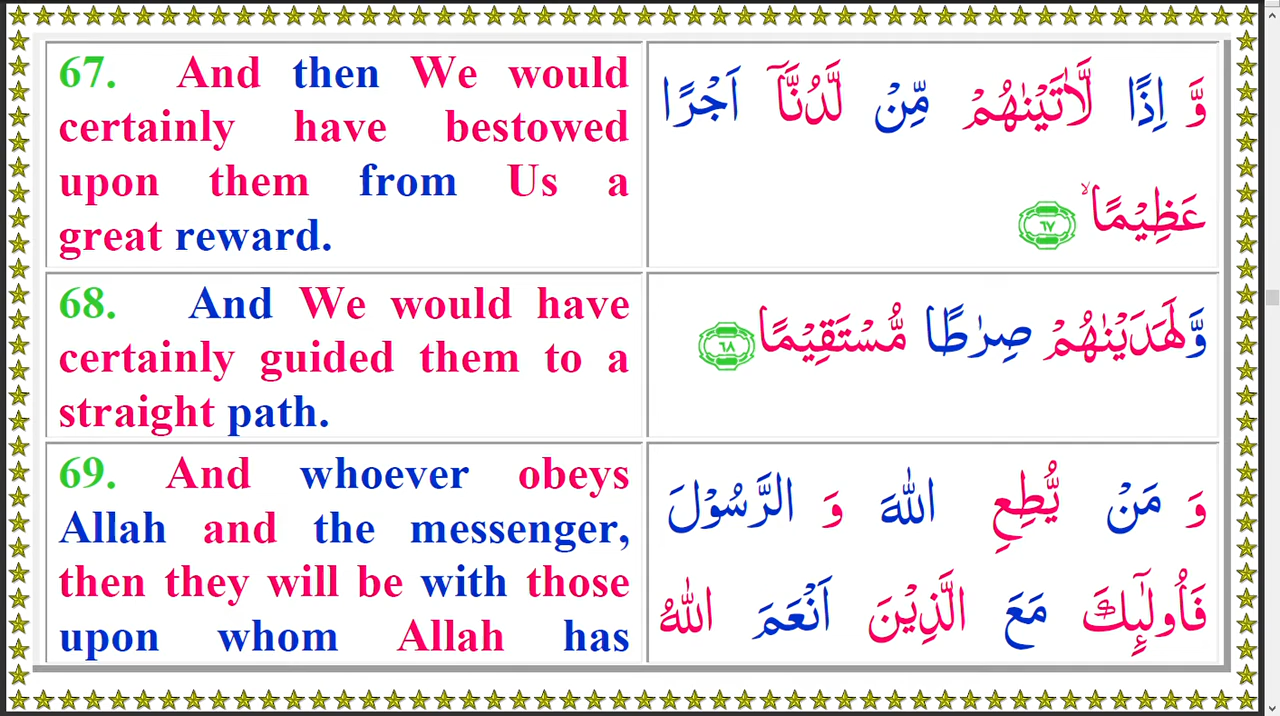 67. And then We would
certainly have bestowed
upon them from Us a
great reward.
وَّ اِذًا لَّاٰتَيْنٰهُمْ مِّنْ لَّدُنَّاۤ اَجْرًا
عَظِيْمًاۙ ٦٧
68. And We would have
certainly guided them to a
straight path.
وَّلَهَدَيْنٰهُمْ صِرٰطًا مُّسْتَقِيْمًا ٦٨
69. And whoever obeys
Allah and the messenger,
then they will be with those
upon whom Allah has
وَ مَنْ يُّطِعِ اللّٰهَ وَ الرَّسُوْلَ
فَاُولٰٓئِكَ مَعَ الَّذِيْنَ اَنْعَمَ اللّٰهُ